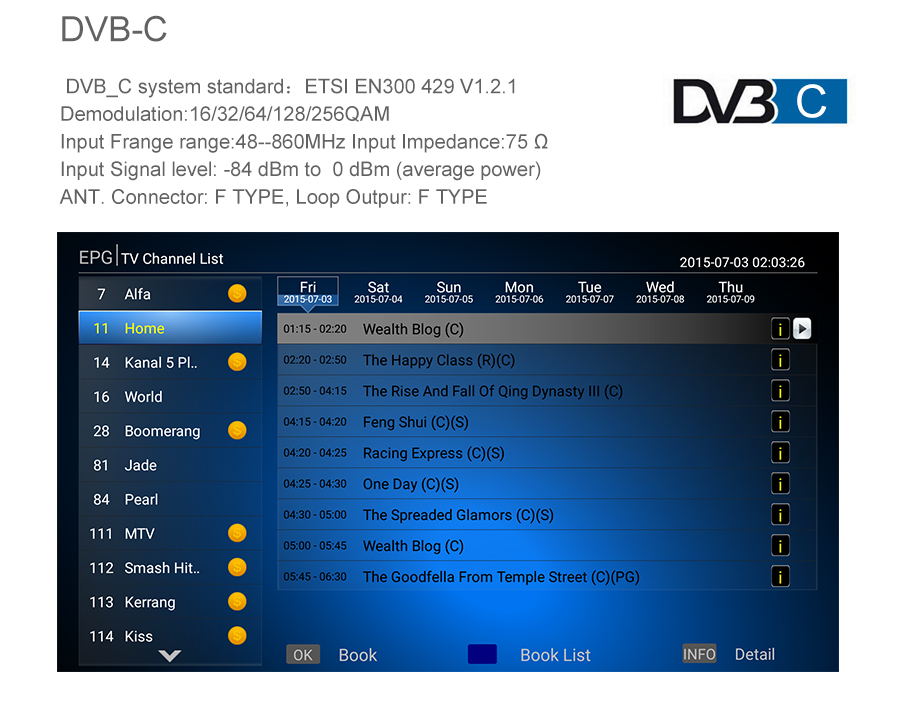 DVB-C
DVB_C system standard：ETSI EN300 429 V1.2.1
Demodulation:16/32/64/128/256QAM
Input Frange range:48--860MHz Input Impedance:75 Ω
Input Signal level: -84 dBm to 0 dBm (average power)
ANT. Connector: F TYPE, Loop Outpur: F TYPE
DVB C
EPG TV Channel List
2015-07-03 02:03:26
Fri Sat Sun Mon Tue Wed Thu
2015-07-03 2015-07-04 2015-07-05 2015-07-06 2015-07-07 2015-07-08 2015-07-09
7 Alfa
11 Home
14 Kanal 5 Pl..
16 World
28 Boomerang
81 Jade
84 Pearl
111 MTV
112 Smash Hit..
113 Kerrang
114 Kiss
01:15 - 02:20 Wealth Blog (C) i
02:20 - 02:50 The Happy Class (R)(C) i
02:50 - 04:15 The Rise And Fall Of Qing Dynasty III (C) i
04:15 - 04:20 Feng Shui (C)(S) i
04:20 - 04:25 Racing Express (C)(S) i
04:25 - 04:30 One Day (C)(S) i
04:30 - 05:00 The Spreaded Glamors (C)(S) i
05:00 - 05:45 Wealth Blog (C) i
05:45 - 06:30 The Goodfella From Temple Street (C)(PG) i
OK Book Book List INFO Detail